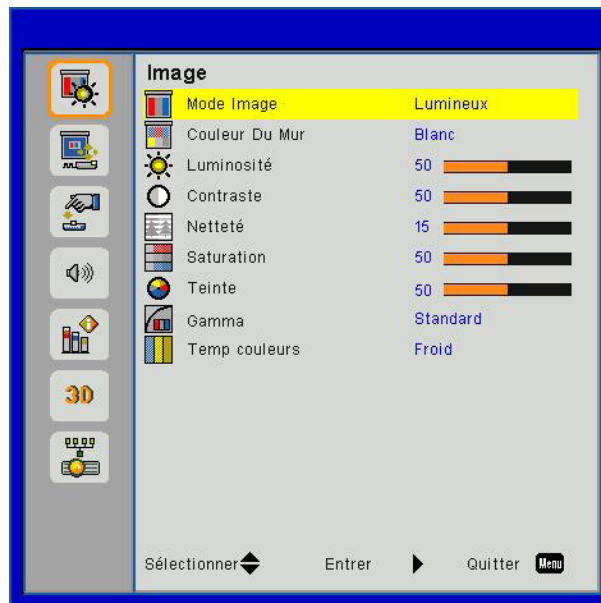 Image
Mode Image Lumineux
Couleur Du Mur Blanc
Luminosité 50
Contraste 50
Netteté 15
Saturation 50
Teinte 50
Gamma Standard
Temp couleurs Froid
3D
Sélectionner Entrer Quitter Menu